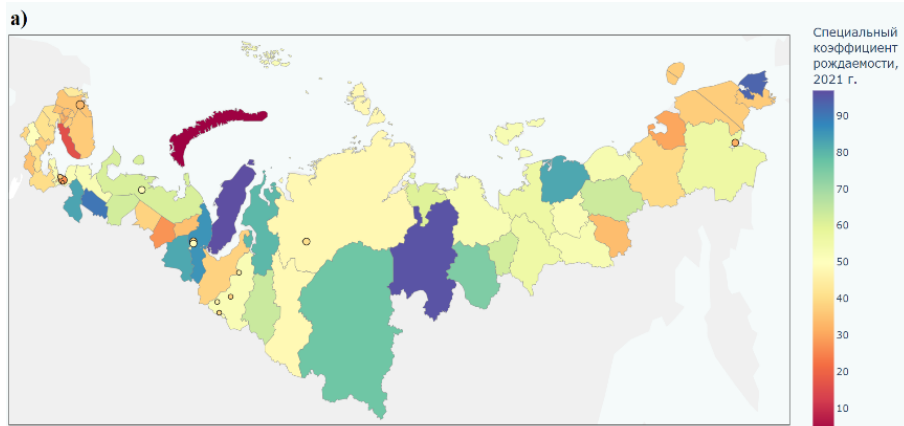 а)
Специальный
коэффициент
рождаемости,
2021 г.
90
80
70
60
50
40
30
20
10